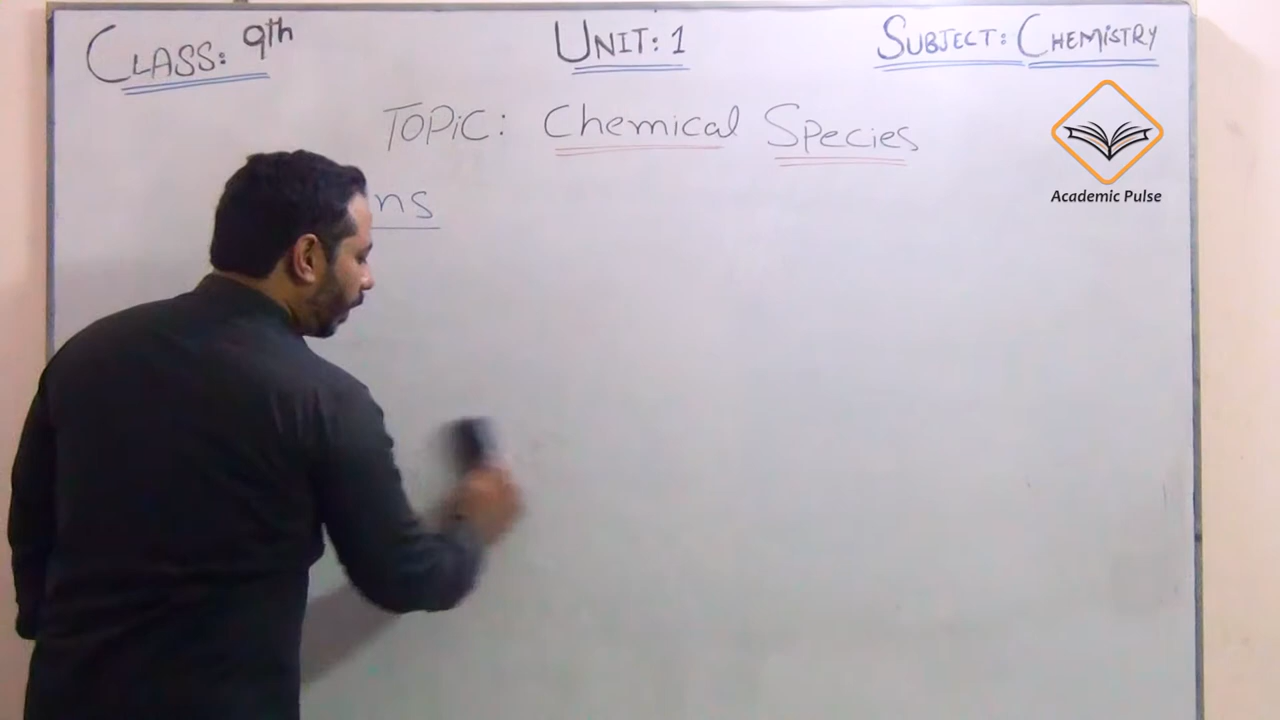 CLASS: 9th UNIT: 1 SUBJECT: CHEMISTRY
TOPIC: Chemical Species
Academic Pulse
ns